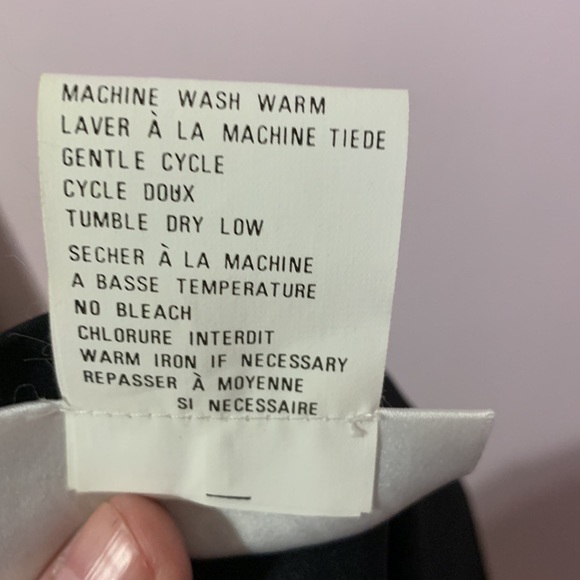 MACHINE WASH WARM
LAVER À LA MACHINE TIEDE
GENTLE CYCLE
CYCLE DOUX
TUMBLE DRY LOW
SECHER À LA MACHINE
A BASSE TEMPERATURE
NO BLEACH
CHLORURE INTERDIT
WARM IRON IF NECESSARY
REPASSER À MOYENNE
SI NECESSAIRE